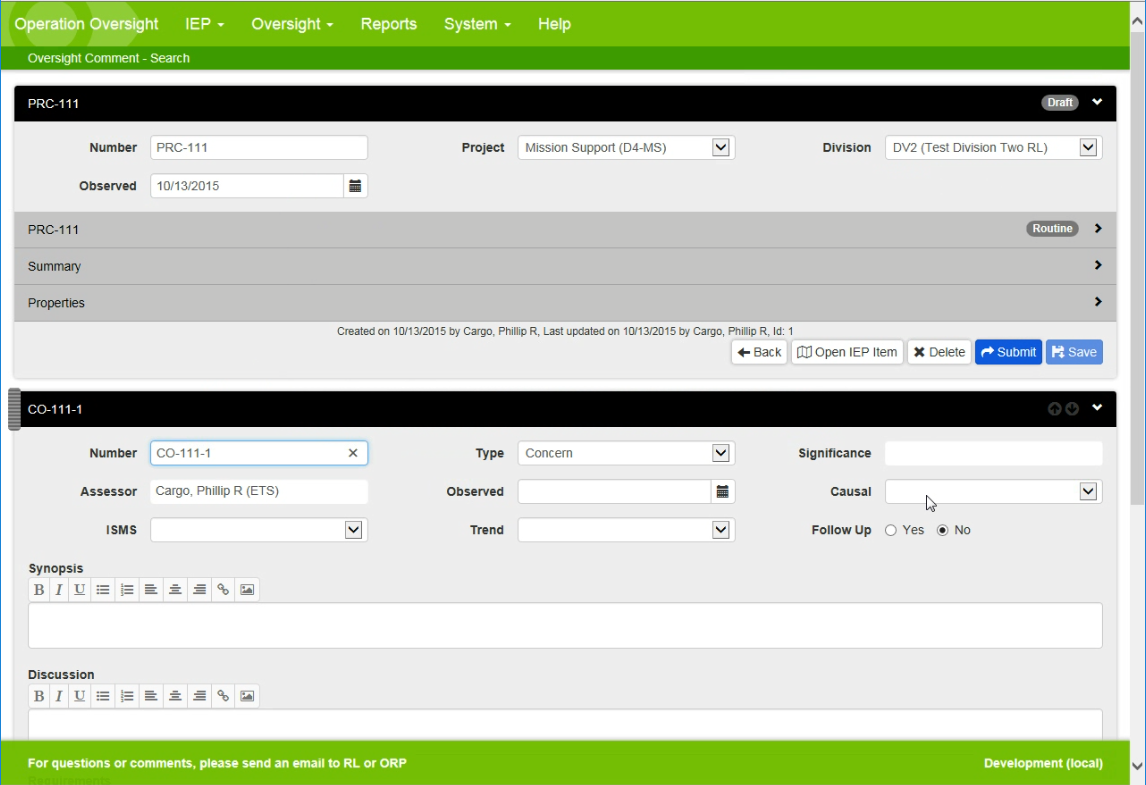 Operation Oversight IEP Oversight Reports System Help
Oversight Comment - Search
PRC-111 Draft
Number PRC-111 Project Mission Support (D4-MS) Division DV2 (Test Division Two RL)
Observed 10/13/2015
PRC-111 Routine
Summary
Properties
Created on 10/13/2015 by Cargo, Phillip R, Last updated on 10/13/2015 by Cargo, Phillip R, Id: 1
Back Open IEP Item Delete Submit Save
CO-111-1
Number CO-111-1 Type Concern Significance
Assessor Cargo, Phillip R (ETS) Observed Causal
ISMS Trend Follow Up Yes No
Synopsis
B I U
Discussion
B I U
For questions or comments, please send an email to RL or ORP Development (local)
Requirements